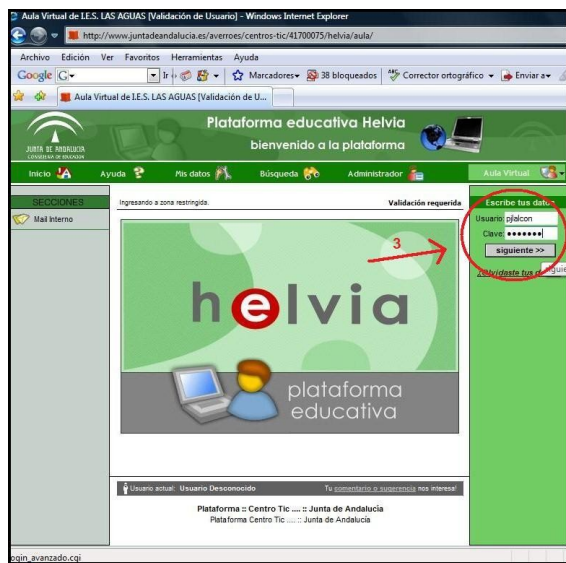 Aula Virtual de I.E.S. LAS AGUAS [Validación de Usuario] - Windows Internet Explorer
http://www.juntadeandalucia.es/averroes/centros-tic/41700075/helvia/aula/
Archivo Edición Ver Favoritos Herramientas Ayuda
Google G Ir Marcadores 38 bloqueados Corrector ortográfico Enviar a
Aula Virtual de I.E.S. LAS AGUAS [Validación de U...
Plataforma educativa Helvia
bienvenido a la plataforma
JUNTA DE ANDALUCIA
CONSEJERÍA DE EDUCACIÓN
Inicio Ayuda Mis datos Búsqueda Administrador Aula Virtual
SECCIONES
Mail Interno
Ingresando a zona restringida. Validación requerida
Escribe tus datos
Usuario: pjlalcon
Clave: •••••••
siguiente >>
¿Olvidaste tus d
3
helvia
plataforma
educativa
Usuario actual: Usuario Desconocido Tu comentario o sugerencia nos interesa!
Plataforma :: Centro Tic .... :: Junta de Andalucía
Plataforma Centro Tic .... :: Junta de Andalucía
ogin_avanzado.cgi